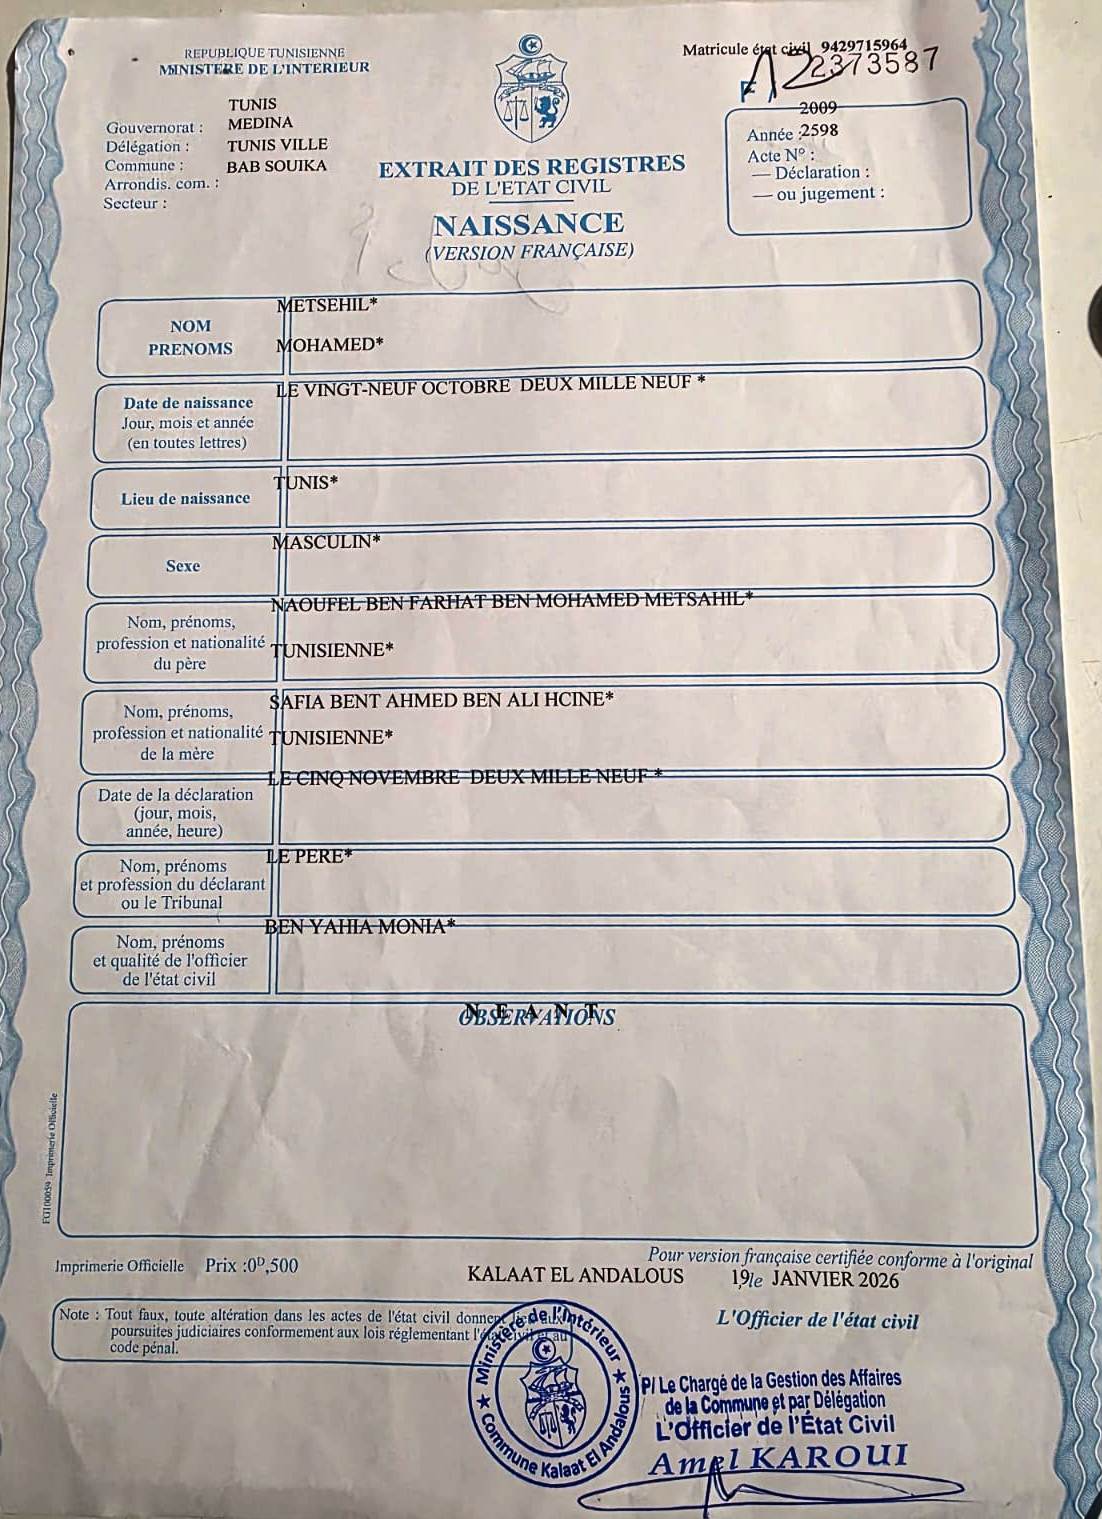 REPUBLIQUE TUNISIENNE
MINISTERE DE L'INTERIEUR
Matricule état civil 9429715964
F 12 2373587
Gouvernorat : TUNIS
Délégation : MEDINA
Commune : TUNIS VILLE
Arrondis. com. : BAB SOUIKA
Secteur :
2009
Année : 2598
Acte Nº :
— Déclaration :
— ou jugement :
EXTRAIT DES REGISTRES
DE L'ETAT CIVIL
NAISSANCE
(VERSION FRANÇAISE)
NOM METSEHIL*
PRENOMS MOHAMED*
LE VINGT-NEUF OCTOBRE DEUX MILLE NEUF *
Date de naissance
Jour, mois et année
(en toutes lettres)
TUNIS*
Lieu de naissance
MASCULIN*
Sexe
NAOUFEL BEN FARHAT BEN MOHAMED METSAHIL*
Nom, prénoms,
profession et nationalité TUNISIENNE*
du père
SAFIA BENT AHMED BEN ALI HCINE*
Nom, prénoms,
profession et nationalité TUNISIENNE*
de la mère
LE CINQ NOVEMBRE DEUX MILLE NEUF *
Date de la déclaration
(jour, mois,
année, heure)
LE PERE*
Nom, prénoms
et profession du déclarant
ou le Tribunal
BEN YAHIA MONIA*
Nom, prénoms
et qualité de l'officier
de l'état civil
OBSERVATIONS
N E A N T
FG100059 Imprimerie Officielle
Imprimerie Officielle Prix :0ᴰ,500
Pour version française certifiée conforme à l'original
KALAAT EL ANDALOUS 19 le JANVIER 2026
Note : Tout faux, toute altération dans les actes de l'état civil donnent lieu aux
poursuites judiciaires conformement aux lois réglementant l'état civil et au
code pénal.
L'Officier de l'état civil
Ministère de l'Intérieur
Commune Kalaat El Andalous
P/ Le Chargé de la Gestion des Affaires
de la Commune et par Délégation
L'Officier de l'État Civil
Amel KAROUI